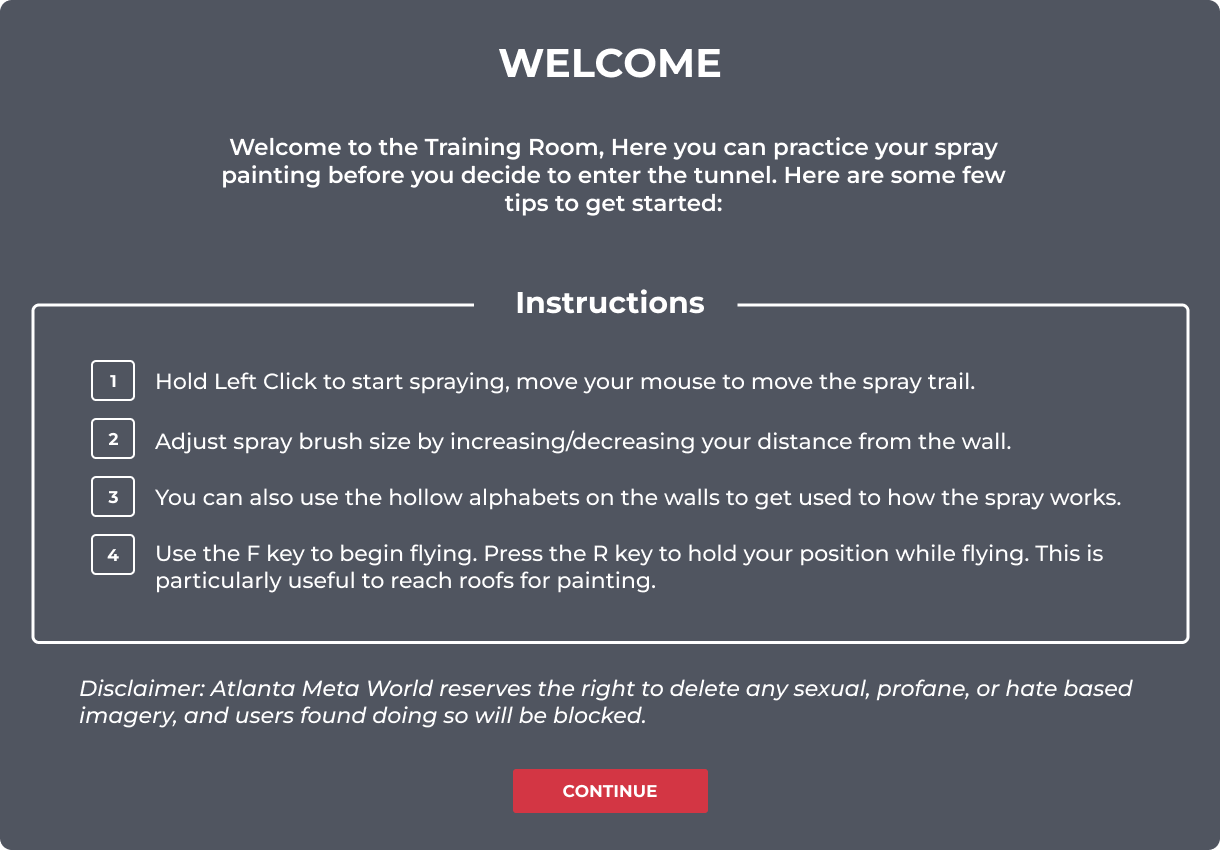 WELCOME
Welcome to the Training Room, Here you can practice your spray
painting before you decide to enter the tunnel. Here are some few
tips to get started:
Instructions
1 Hold Left Click to start spraying, move your mouse to move the spray trail.
2 Adjust spray brush size by increasing/decreasing your distance from the wall.
3 You can also use the hollow alphabets on the walls to get used to how the spray works.
4 Use the F key to begin flying. Press the R key to hold your position while flying. This is
particularly useful to reach roofs for painting.
Disclaimer: Atlanta Meta World reserves the right to delete any sexual, profane, or hate based
imagery, and users found doing so will be blocked.
CONTINUE